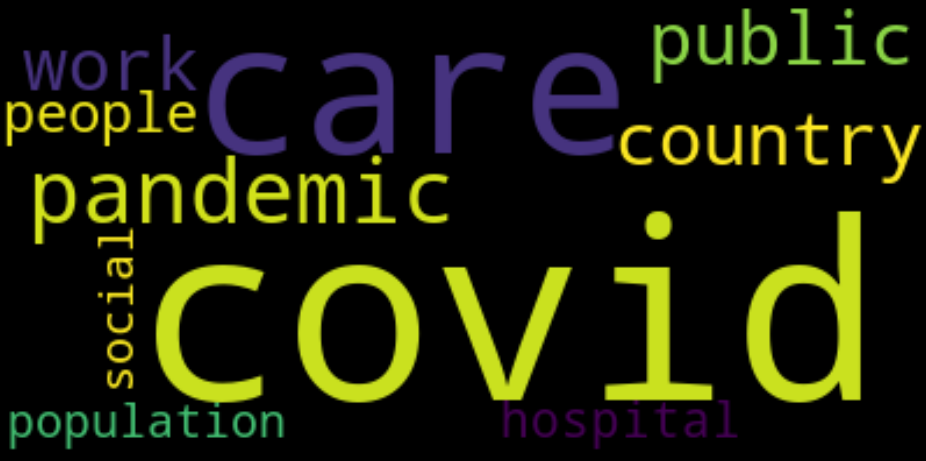 work
care
public
people
country
pandemic
social
covid
population
hospital